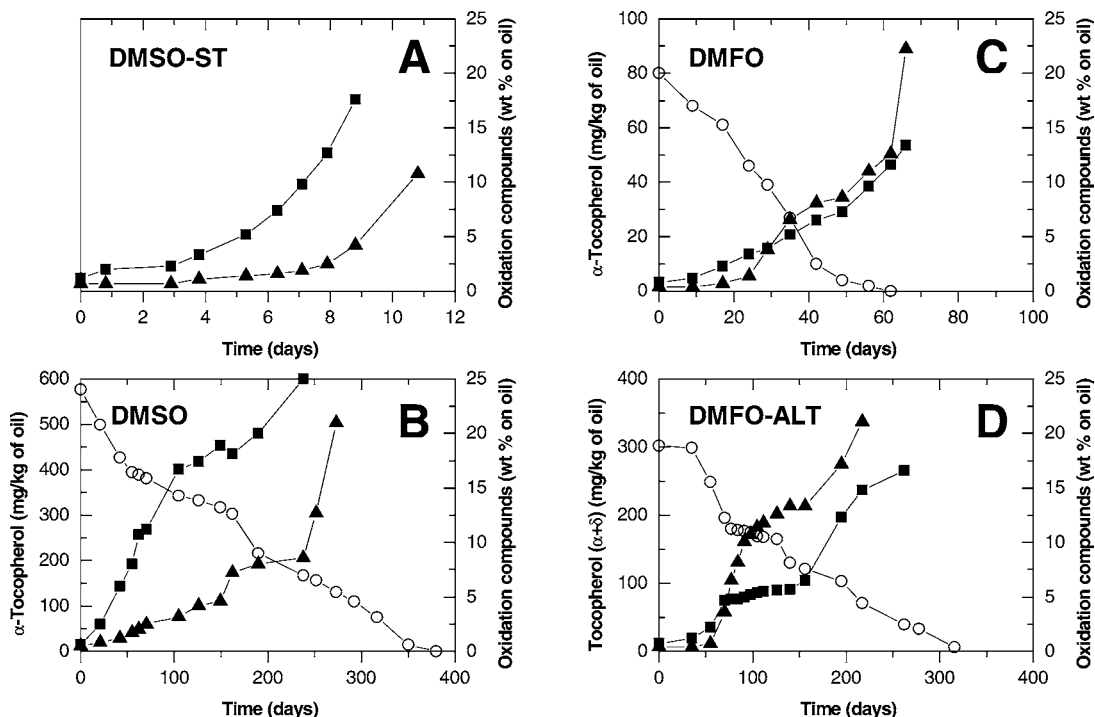 DMSO-ST
A
25
20
15
10
5
0
Oxidation compounds (wt % on oil)
0 2 4 6 8 10 12
Time (days)
DMFO
C
100
80
60
40
20
0
α-Tocopherol (mg/kg of oil)
25
20
15
10
5
0
Oxidation compounds (wt % on oil)
0 20 40 60 80 100
Time (days)
DMSO
B
600
500
400
300
200
100
0
α-Tocopherol (mg/kg of oil)
25
20
15
10
5
0
Oxidation compounds (wt % on oil)
0 100 200 300 400
Time (days)
DMFO-ALT
D
400
300
200
100
0
Tocopherol (α+δ) (mg/kg of oil)
25
20
15
10
5
0
Oxidation compounds (wt % on oil)
0 100 200 300 400
Time (days)